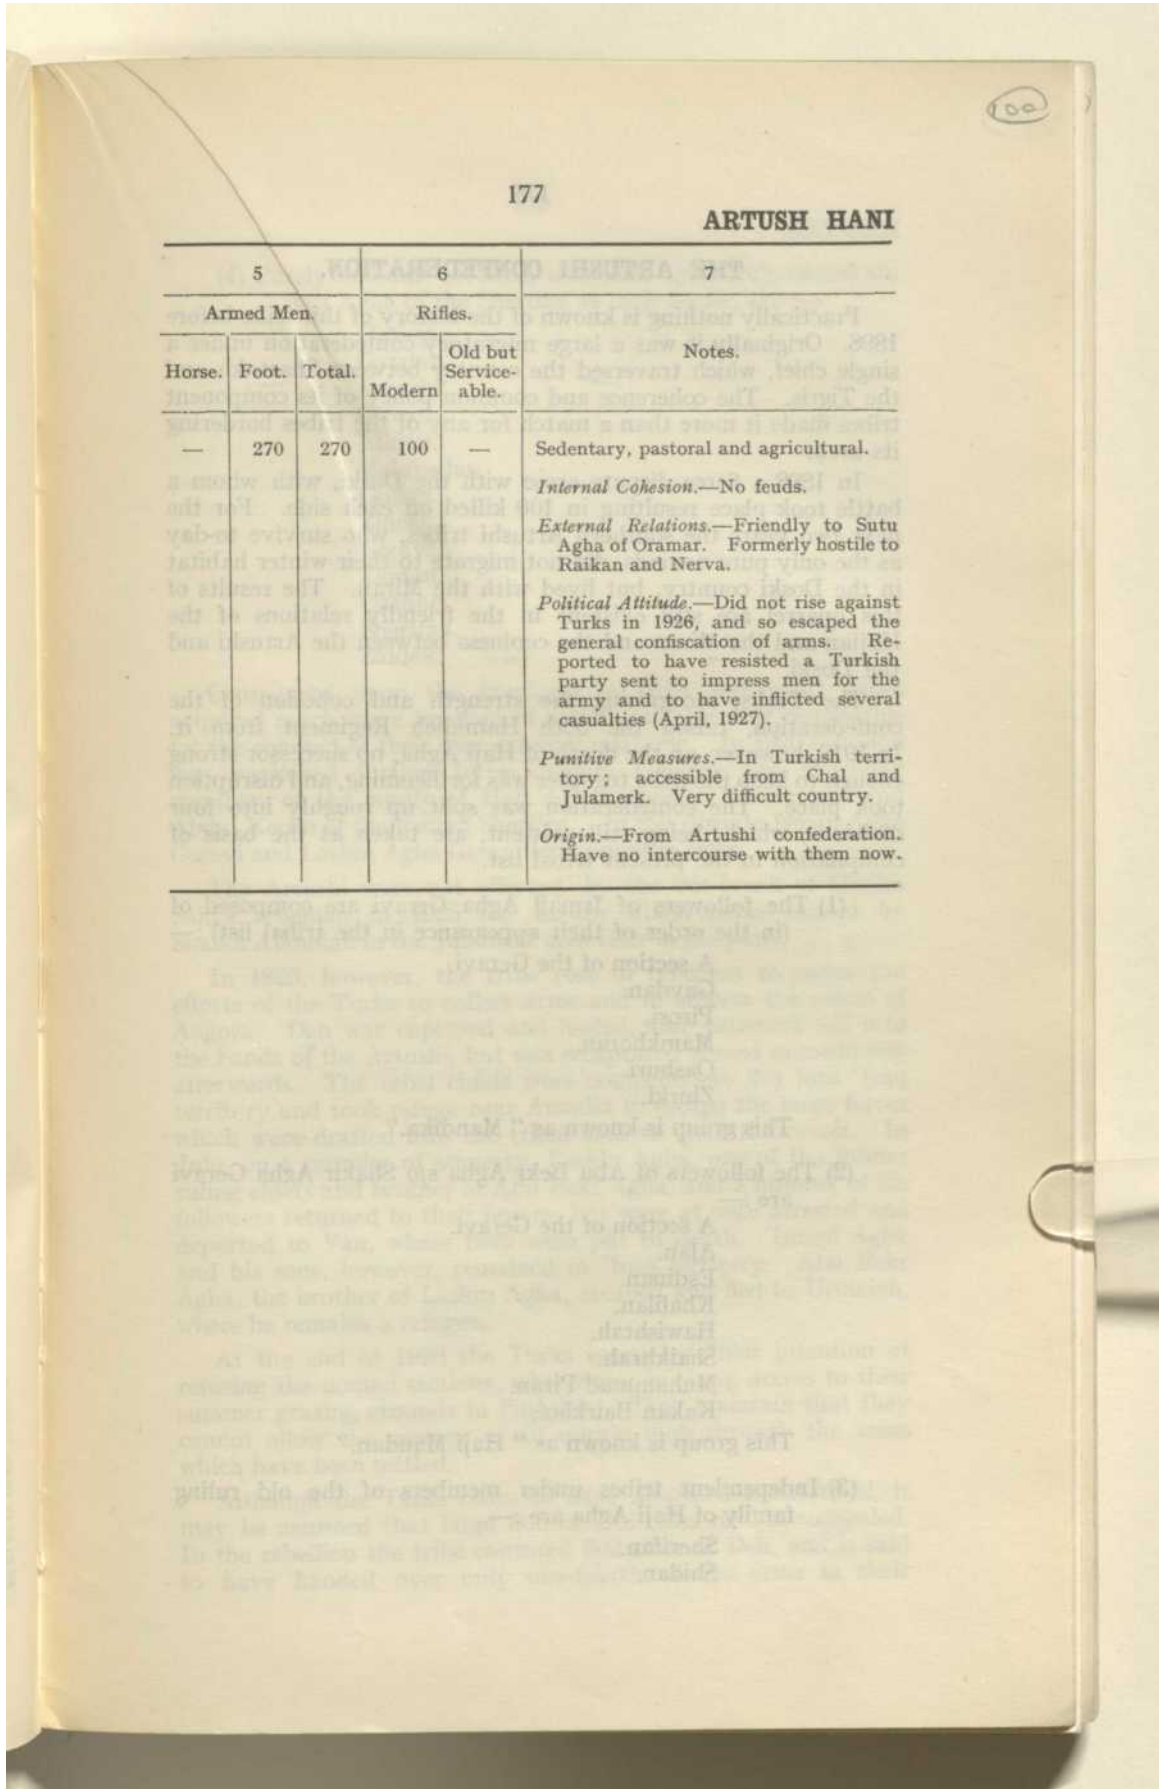 100
177
ARTUSH HANI
5 6 7
Armed Men. Rifles. Notes.
Horse. Foot. Total. Modern Old but Service-able.
— 270 270 100 — Sedentary, pastoral and agricultural.
Internal Cohesion.—No feuds.
External Relations.—Friendly to Sutu
Agha of Oramar. Formerly hostile to
Raikan and Nerva.
Political Attitude.—Did not rise against
Turks in 1926, and so escaped the
general confiscation of arms. Re-
ported to have resisted a Turkish
party sent to impress men for the
army and to have inflicted several
casualties (April, 1927).
Punitive Measures.—In Turkish terri-
tory ; accessible from Chal and
Julamerk. Very difficult country.
Origin.—From Artushi confederation.
Have no intercourse with them now.